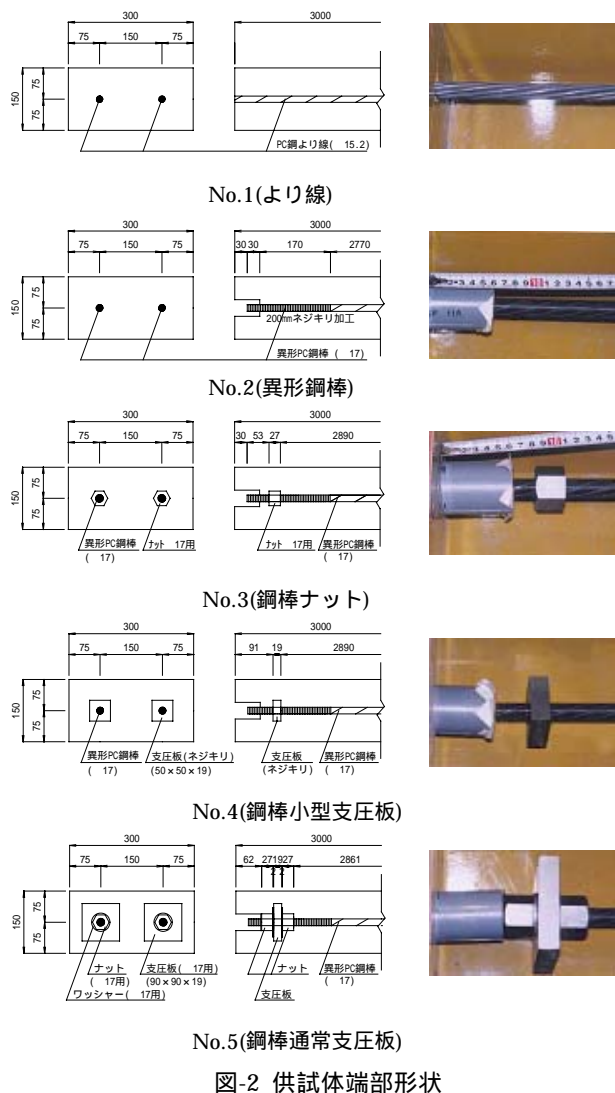 300
3000
75 150 75
150
75
75
PC鋼より線( 15.2)
No.1(より線)
300
3000
75 150 75
30 30 170 2770
150
75
75
200mmネジキリ加工
異形PC鋼棒 ( 17)
No.2(異形鋼棒)
300
3000
75 150 75
30 53 27 2890
150
75
75
異形PC鋼棒
( 17)
ナット 17用
ナット 17用
異形PC鋼棒
( 17)
No.3(鋼棒ナット)
300
3000
75 150 75
91 19 2890
150
75
75
異形PC鋼棒
( 17)
支圧板(ネジキリ)
(50×50×19)
支圧板
(ネジキリ)
異形PC鋼棒
( 17)
No.4(鋼棒小型支圧板)
300
3000
75 150 75
62 27 19 27 2861
2 2
150
75
75
ナット
( 17用)
ワッシャー( 17用)
支圧板( 17用)
(90×90×19)
ナット
支圧板
異形PC鋼棒
( 17)
No.5(鋼棒通常支圧板)
図-2 供試体端部形状